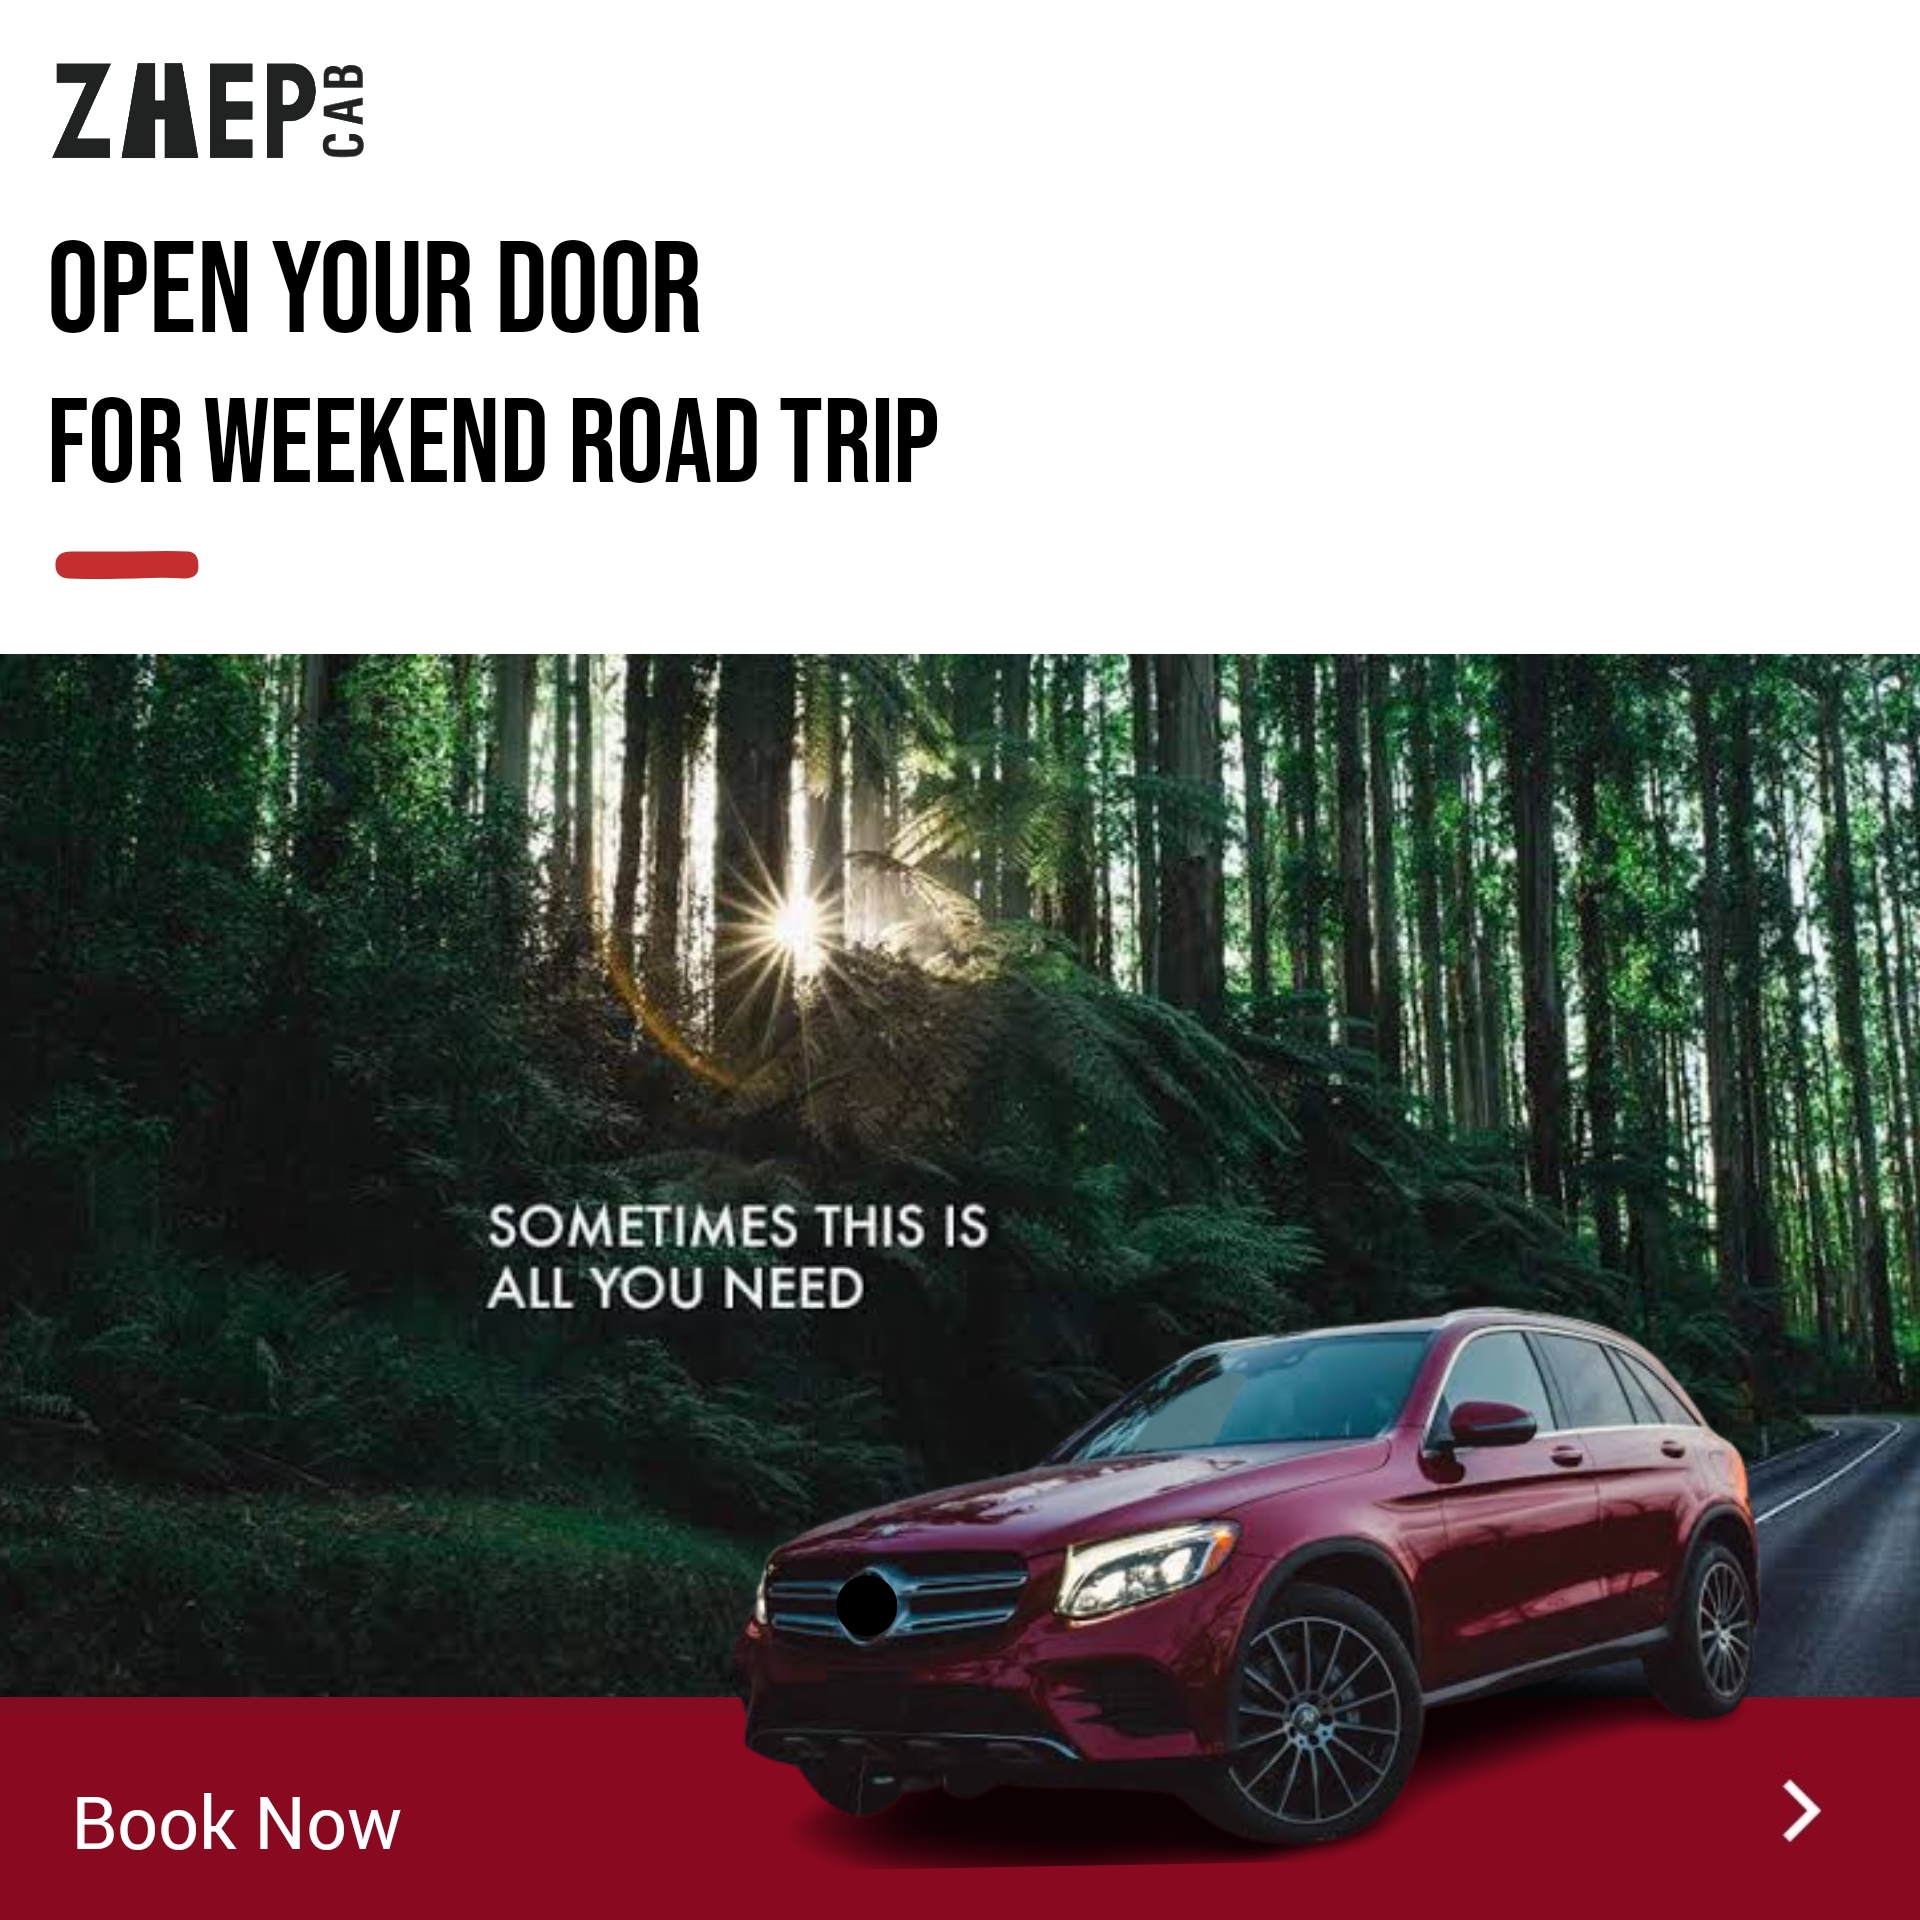 ZHEP CAB
OPEN YOUR DOOR
FOR WEEKEND ROAD TRIP
SOMETIMES THIS IS
ALL YOU NEED
Book Now